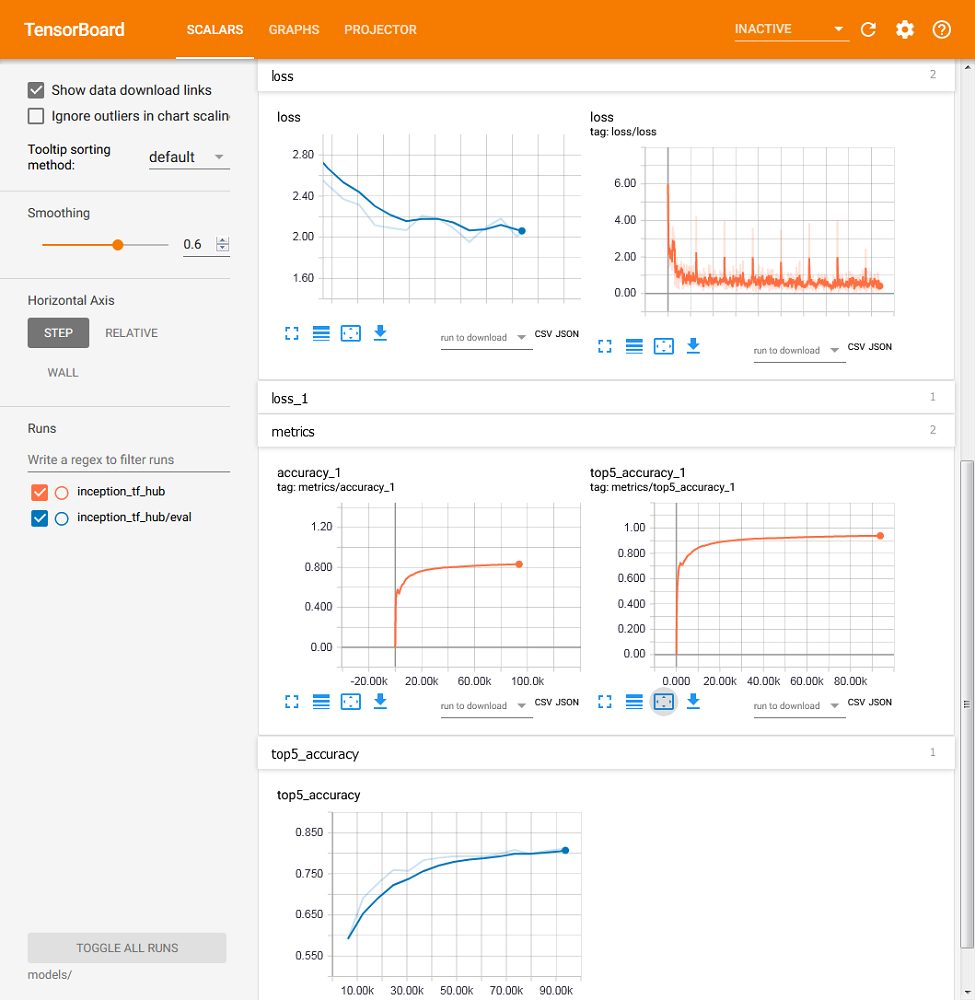 TensorBoard
SCALARS
GRAPHS
PROJECTOR
INACTIVE
Show data download links
Ignore outliers in chart scalin
Tooltip sorting
method:
default
Smoothing
0.6
Horizontal Axis
STEP
RELATIVE
WALL
Runs
Write a regex to filter runs
inception_tf_hub
inception_tf_hub/eval
TOGGLE ALL RUNS
models/
loss
2
loss
2.80
2.40
2.00
1.60
run to download
CSV JSON
loss
tag: loss/loss
6.00
4.00
2.00
0.00
run to download
CSV JSON
loss_1
1
metrics
2
accuracy_1
tag: metrics/accuracy_1
1.20
0.800
0.400
0.00
-20.00k 20.00k 60.00k 100.0k
run to download
CSV JSON
top5_accuracy_1
tag: metrics/top5_accuracy_1
1.00
0.800
0.600
0.400
0.200
0.00
0.000 20.00k 40.00k 60.00k 80.00k
run to download
CSV JSON
top5_accuracy
1
top5_accuracy
0.850
0.750
0.650
0.550
10.00k 30.00k 50.00k 70.00k 90.00k